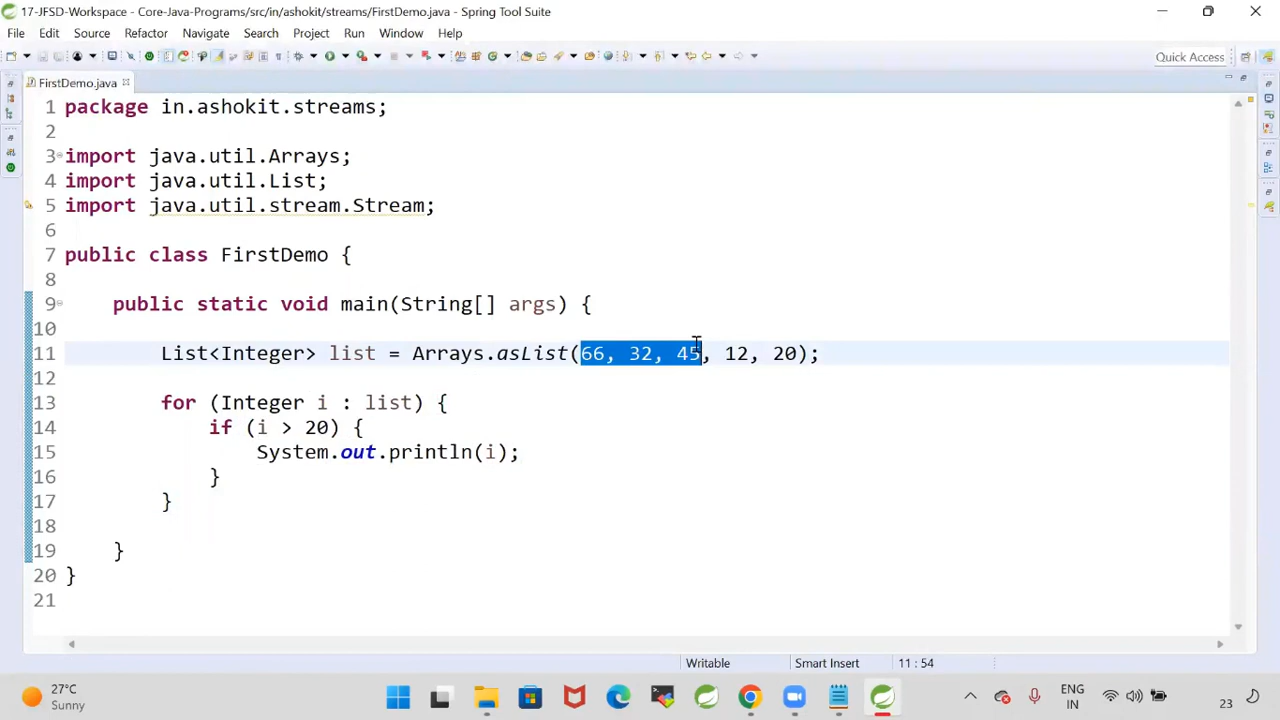 17-JFSD-Workspace - Core-Java-Programs/src/in/ashokit/streams/FirstDemo.java - Spring Tool Suite
File Edit Source Refactor Navigate Search Project Run Window Help
Quick Access
FirstDemo.java
1 package in.ashokit.streams;
2
3 import java.util.Arrays;
4 import java.util.List;
5 import java.util.stream.Stream;
6
7 public class FirstDemo {
8
9 public static void main(String[] args) {
10
11 List<Integer> list = Arrays.asList(66, 32, 45, 12, 20);
12
13 for (Integer i : list) {
14 if (i > 20) {
15 System.out.println(i);
16 }
17 }
18
19 }
20 }
21
Writable Smart Insert 11 : 54
27°C
Sunny
ENG
IN
23